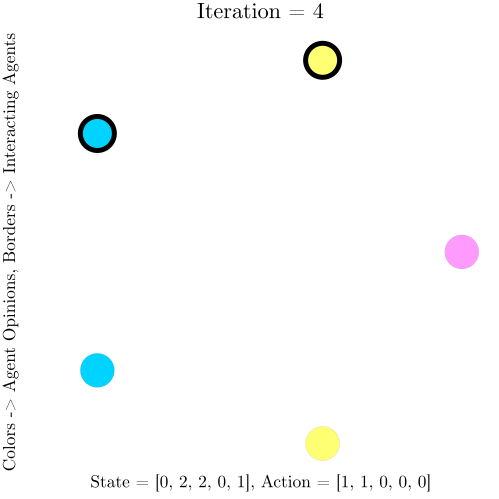 Iteration = 4
Colors -> Agent Opinions, Borders -> Interacting Agents
State = [0, 2, 2, 0, 1], Action = [1, 1, 0, 0, 0]